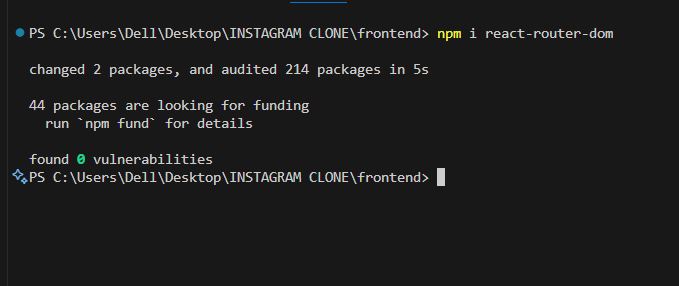 PS C:\Users\Dell\Desktop\INSTAGRAM CLONE\frontend> npm i react-router-dom
changed 2 packages, and audited 214 packages in 5s
44 packages are looking for funding
  run `npm fund` for details
found 0 vulnerabilities
PS C:\Users\Dell\Desktop\INSTAGRAM CLONE\frontend>